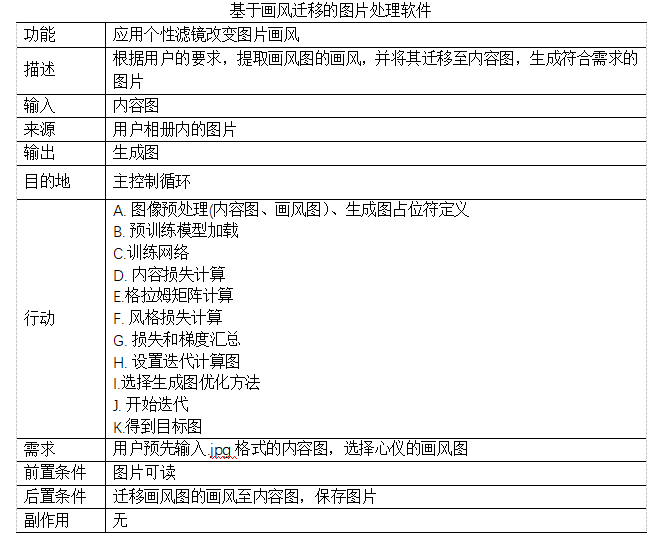 基于画风迁移的图片处理软件
功能 应用个性滤镜改变图片画风
描述 根据用户的要求，提取画风图的画风，并将其迁移至内容图，生成符合需求的
图片
输入 内容图
来源 用户相册内的图片
输出 生成图
目的地 主控制循环
行动
A. 图像预处理(内容图、画风图）、生成图占位符定义
B. 预训练模型加载
C.训练网络
D. 内容损失计算
E.格拉姆矩阵计算
F. 风格损失计算
G. 损失和梯度汇总
H. 设置迭代计算图
I.选择生成图优化方法
J. 开始迭代
K.得到目标图
需求 用户预先输入.jpg 格式的内容图，选择心仪的画风图
前置条件 图片可读
后置条件 迁移画风图的画风至内容图，保存图片
副作用 无